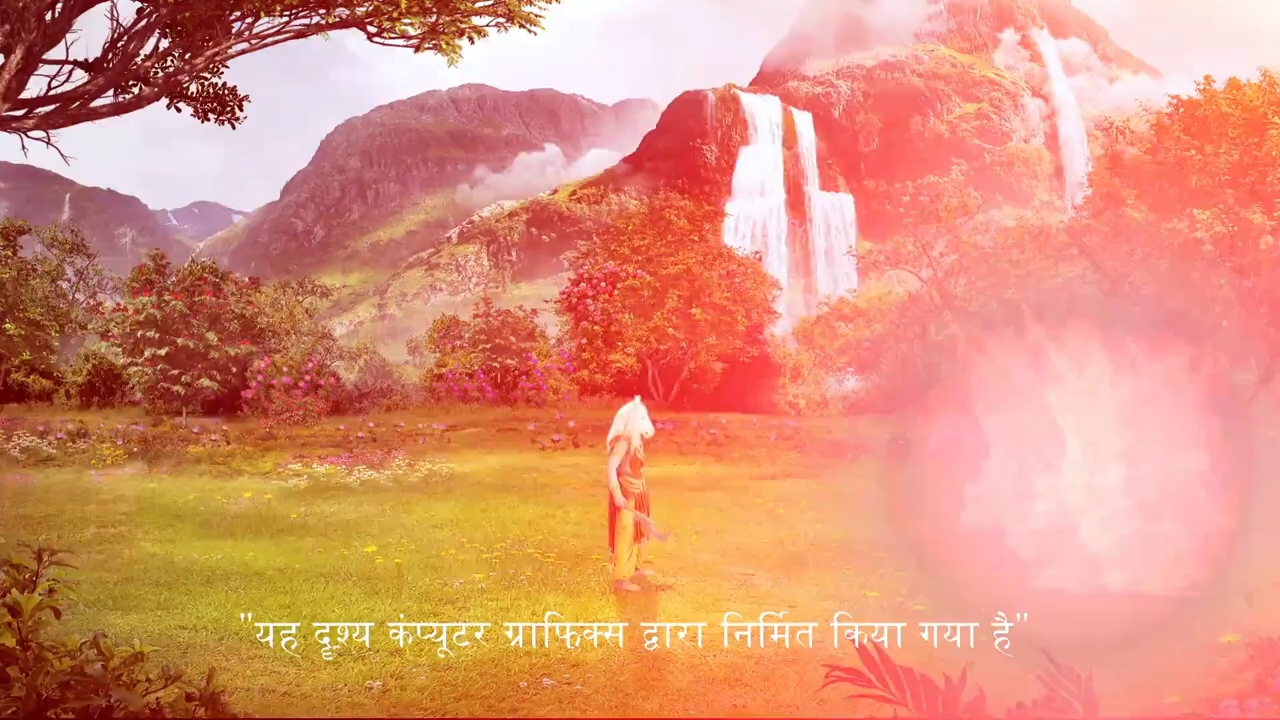 "यह दृश्य कंप्यूटर ग्राफ़िक्स द्वारा निर्मित किया गया है"